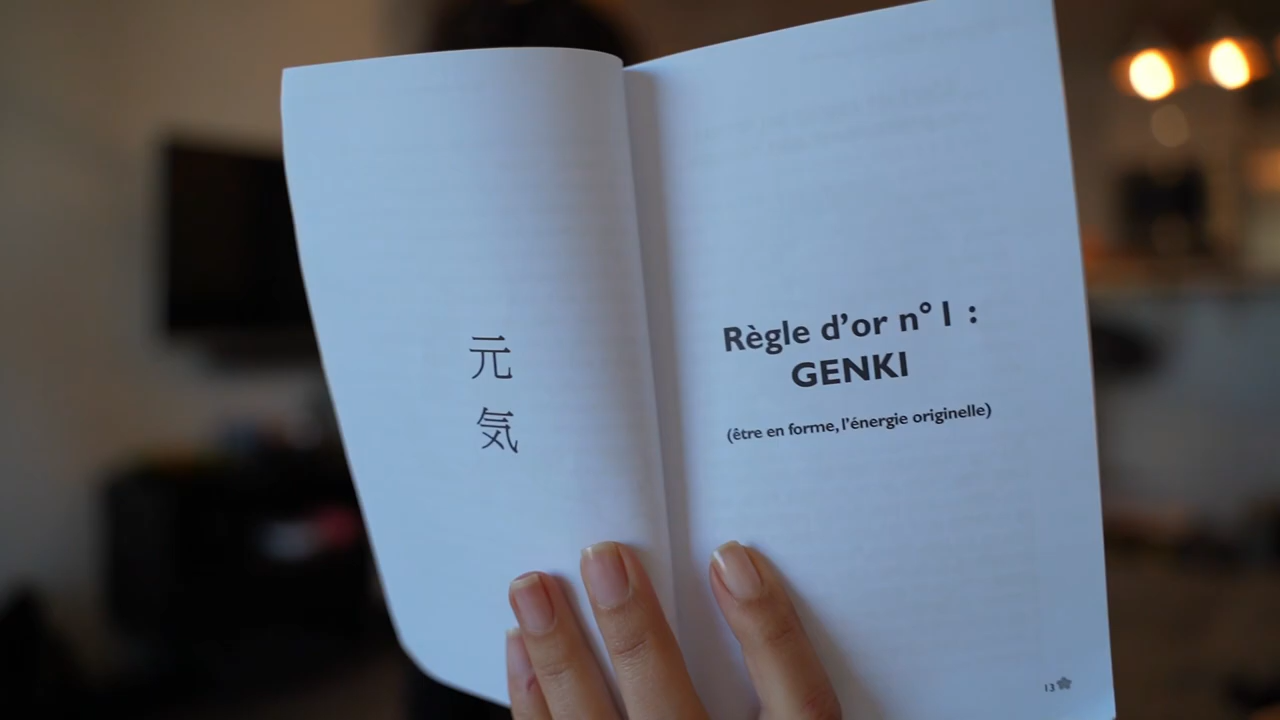 元
気
Règle d'or n° 1 :
GENKI
(être en forme, l'énergie originelle)
13